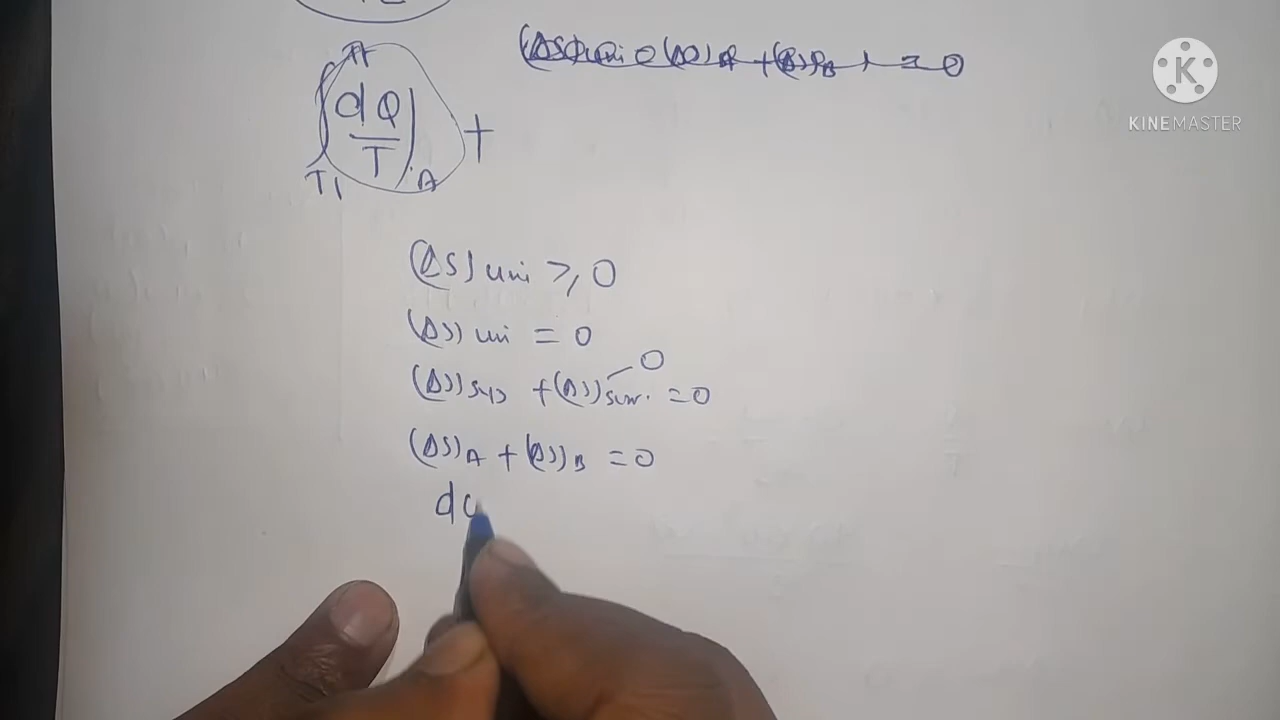 dQ
T
T1
A
+
(ΔS) uni ≥ 0
(ΔS) uni = 0
0
(ΔS)sys + (ΔS)surr. = 0
(ΔS)A + (ΔS)B = 0
d
K
KINEMASTER